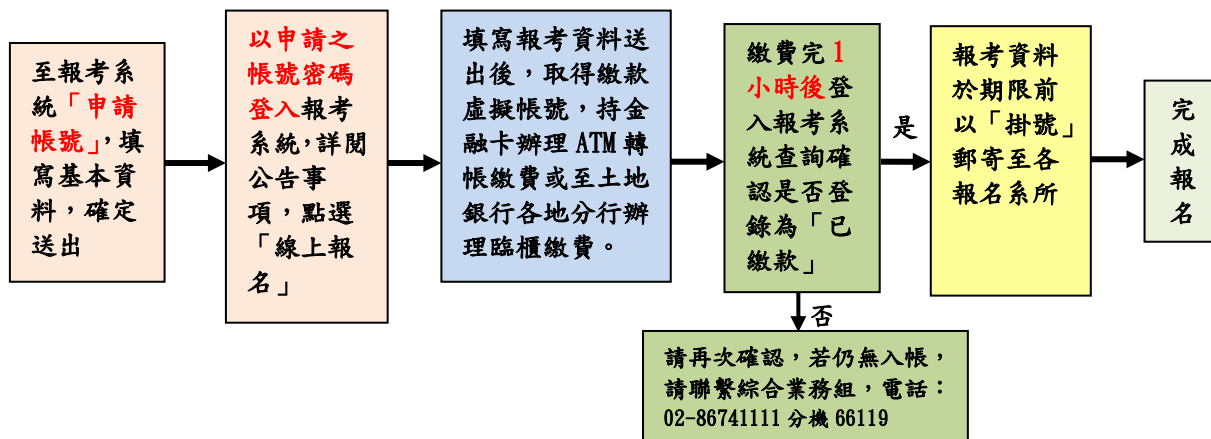 至報考系
統「申請
帳號」，填
寫基本資
料，確定
送出
以申請之
帳號密碼
登入報考
系統，詳閱
公告事
項，點選
「線上報
名」
填寫報考資料送
出後，取得繳款
虛擬帳號，持金
融卡辦理 ATM 轉
帳繳費或至土地
銀行各地分行辦
理臨櫃繳費。
繳費完 1
小時後登
入報考系
統查詢確
認是否登
錄為「已
繳款」
是
報考資料
於期限前
以「掛號」
郵寄至各
報名系所
完
成
報
名
否
請再次確認，若仍無入帳，
請聯繫綜合業務組，電話：
02-86741111 分機 66119